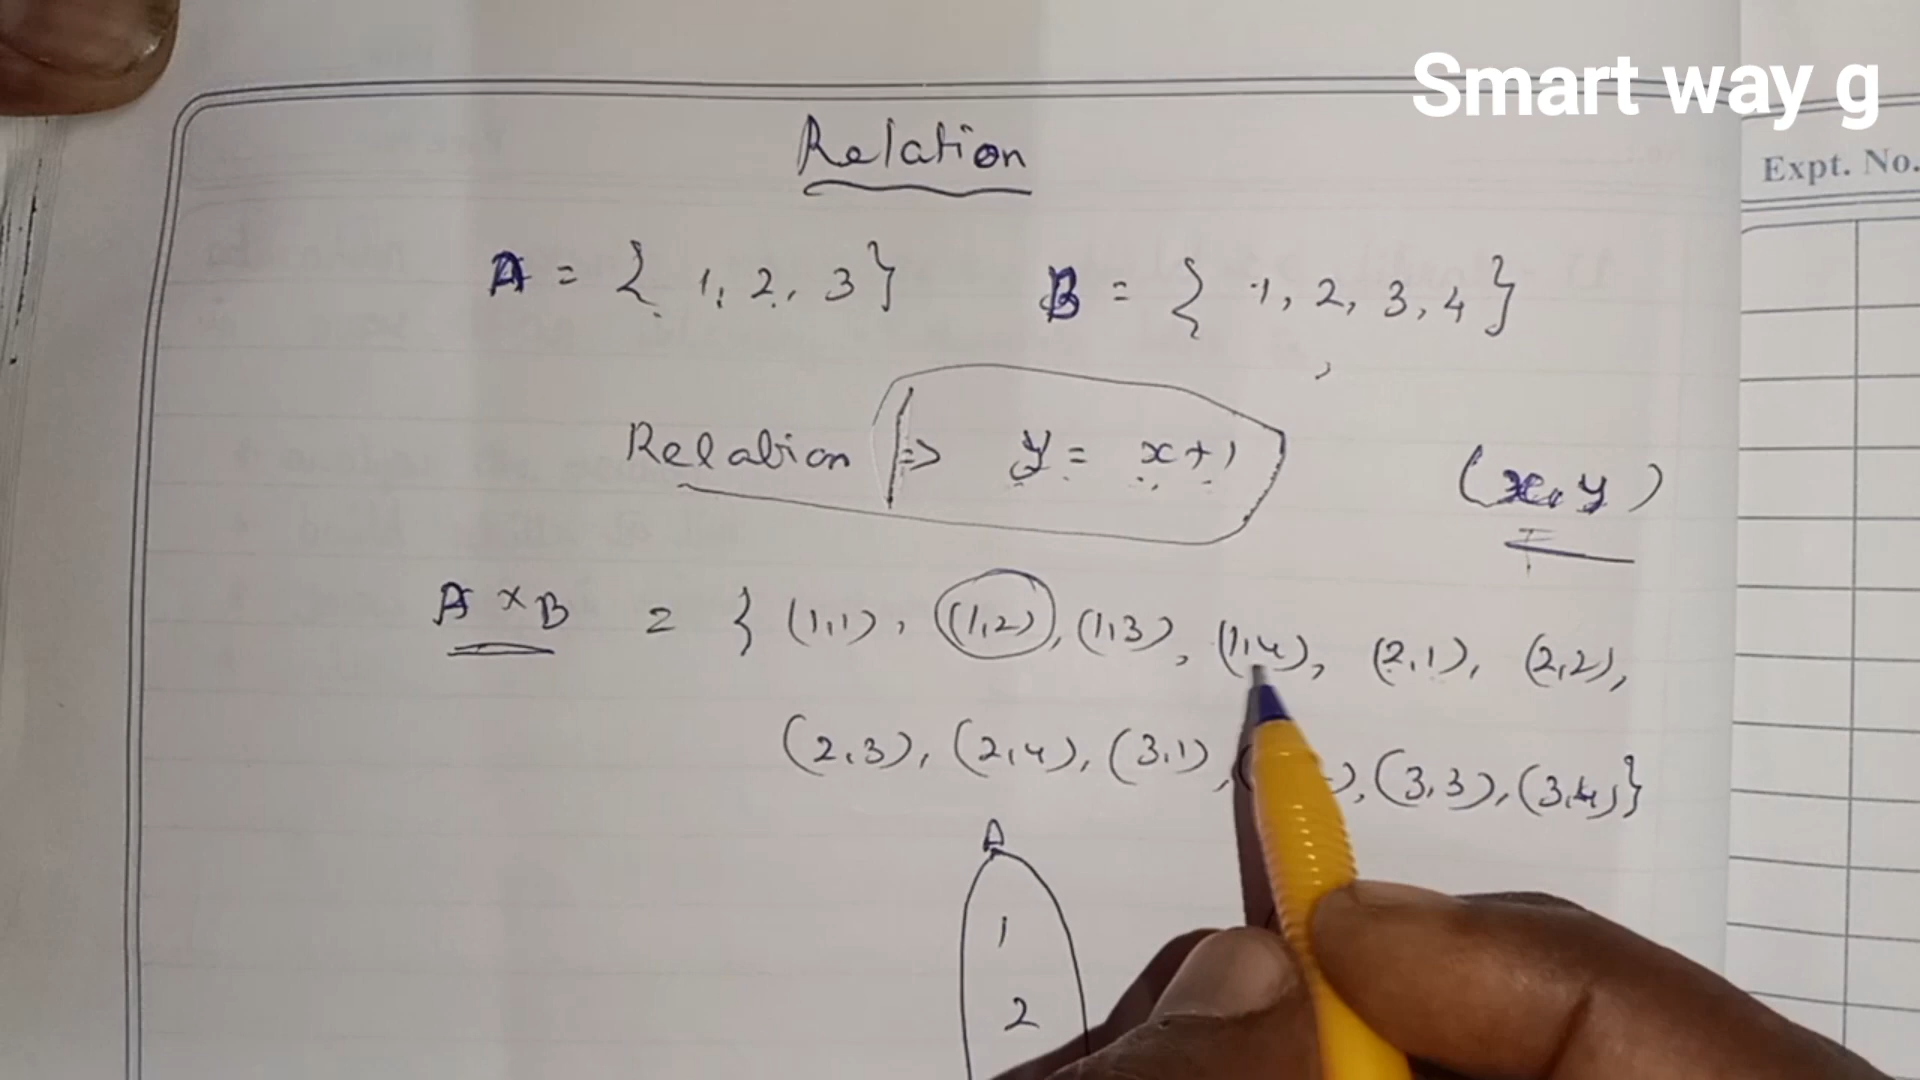 Smart way g
Expt. No.
Relation
A = { 1, 2, 3} B = { 1, 2, 3, 4}
Relation => y = x+1 (x, y)
A × B = { (1,1), (1,2), (1,3), (1,4), (2,1), (2,2),
(2,3), (2,4), (3,1), (3,3), (3,4)}
A
1
2